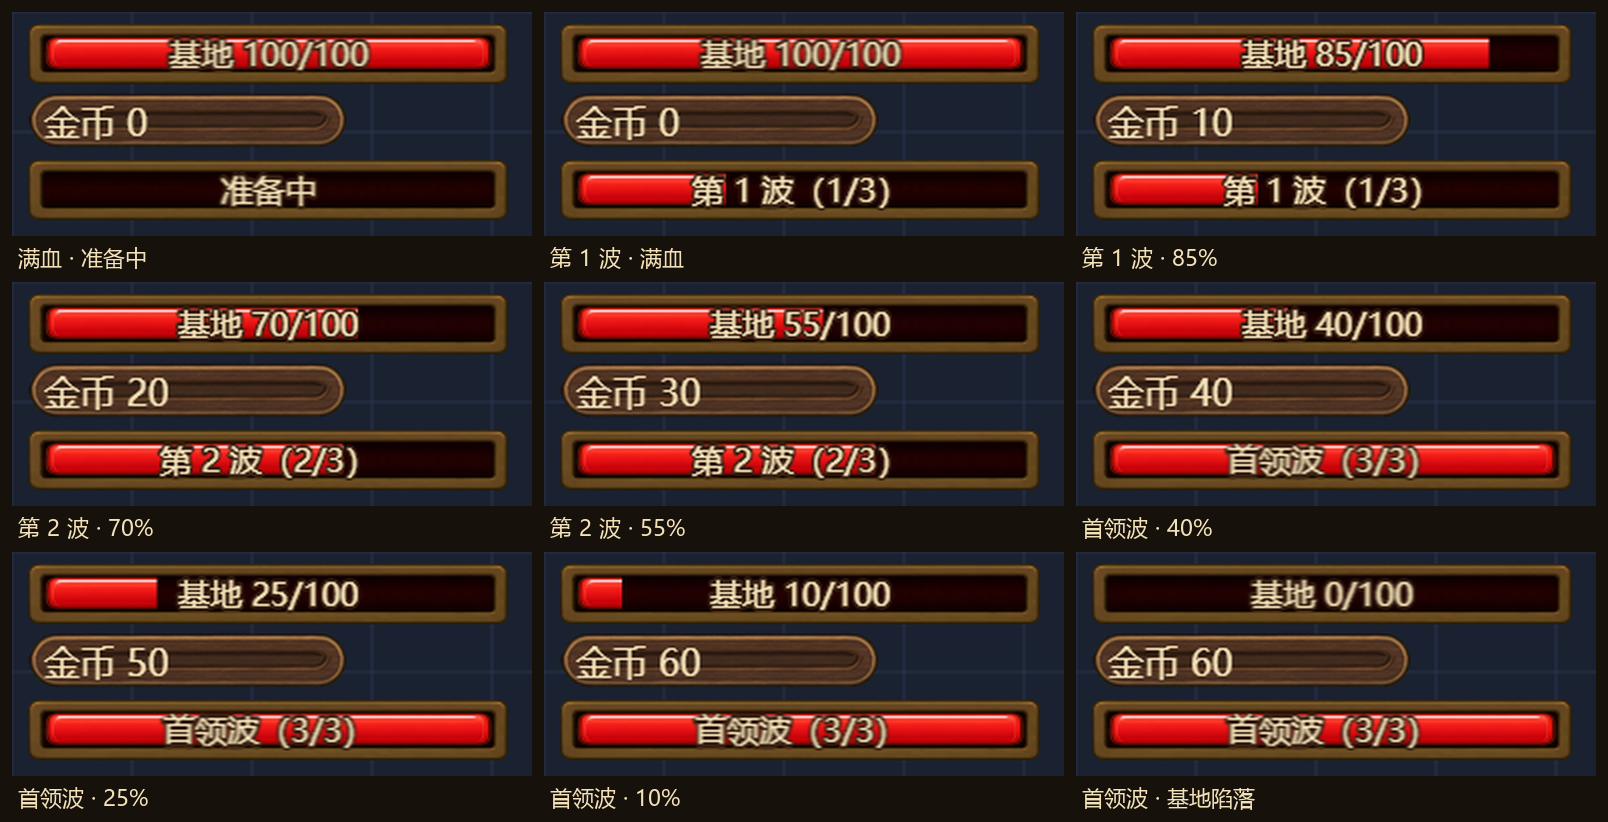 基地 100/100
金币 0
准备中
满血 · 准备中
基地 100/100
金币 0
第 1 波 (1/3)
第 1 波 · 满血
基地 85/100
金币 10
第 1 波 (1/3)
第 1 波 · 85%
基地 70/100
金币 20
第 2 波 (2/3)
第 2 波 · 70%
基地 55/100
金币 30
第 2 波 (2/3)
第 2 波 · 55%
基地 40/100
金币 40
首领波 (3/3)
首领波 · 40%
基地 25/100
金币 50
首领波 (3/3)
首领波 · 25%
基地 10/100
金币 60
首领波 (3/3)
首领波 · 10%
基地 0/100
金币 60
首领波 (3/3)
首领波 · 基地陷落